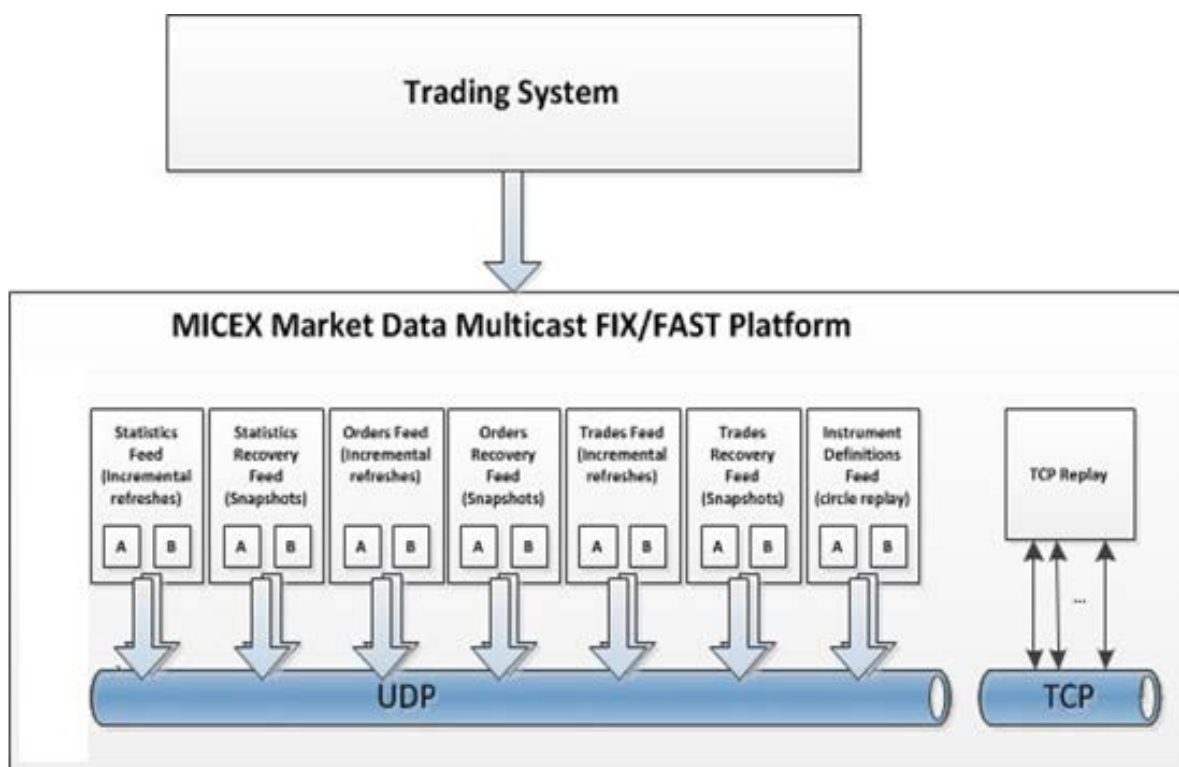 Trading System
MICEX Market Data Multicast FIX/FAST Platform
Statistics
Feed
(Incremental
refreshes)
A B
Statistics
Recovery
Feed
(Snapshots)
A B
Orders Feed
(Incremental
refreshes)
A B
Orders
Recovery
Feed
(Snapshots)
A B
Trades Feed
(Incremental
refreshes)
A B
Trades
Recovery
Feed
(Snapshots)
A B
Instrument
Definitions
Feed
(circle replay)
A B
TCP Replay
...
UDP
TCP